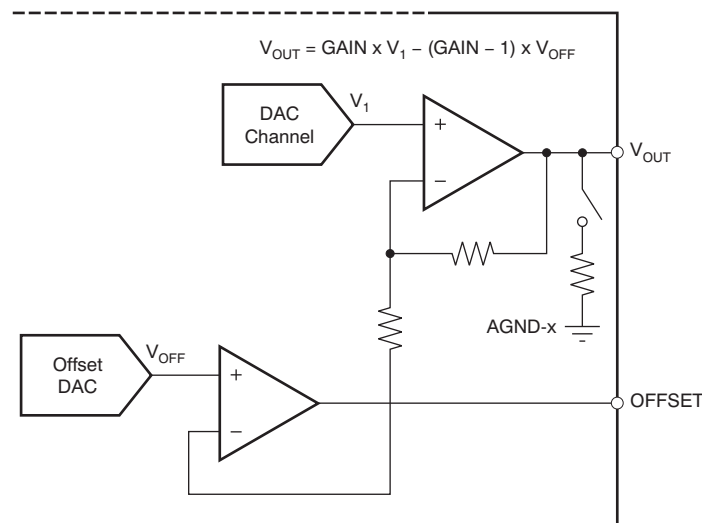 V_OUT = GAIN x V_1 – (GAIN – 1) x V_OFF
DAC
Channel
V_1
+
–
V_OUT
AGND-x
Offset
DAC
V_OFF
+
–
OFFSET